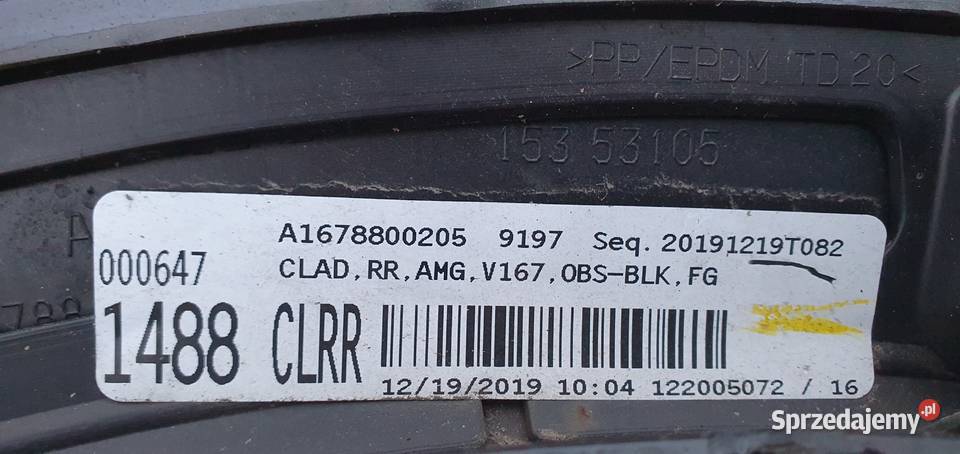 >PP/EPDM TD20<
153 53105
A1678800205 9197 Seq. 20191219T082
000647 CLAD,RR,AMG,V167,OBS-BLK,FG
1488 CLRR
12/19/2019 10:04 122005072 / 16
Sprzedajemy.pl